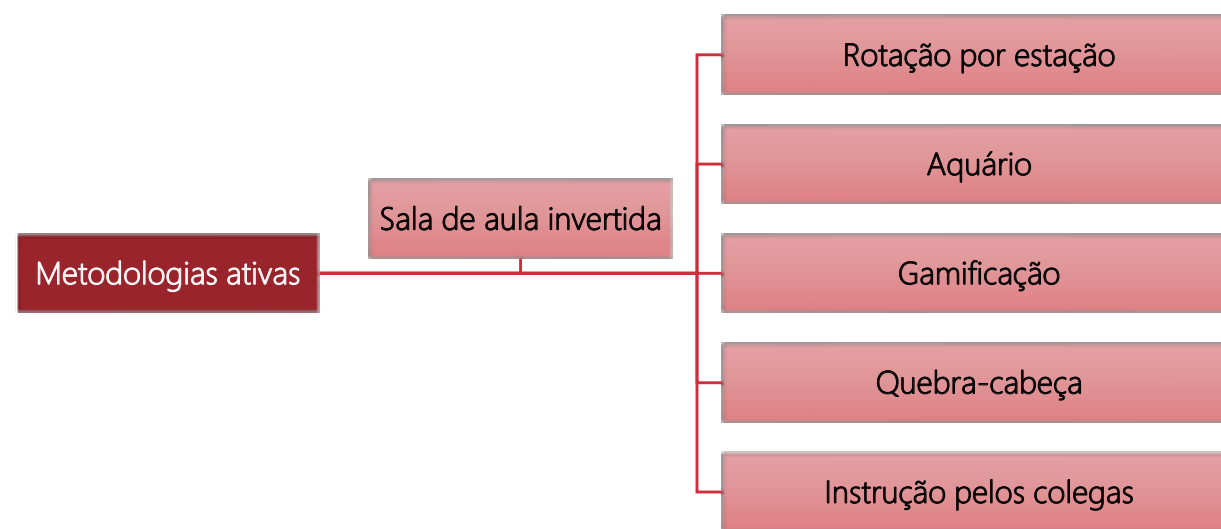 Metodologias ativas
Sala de aula invertida
Rotação por estação
Aquário
Gamificação
Quebra-cabeça
Instrução pelos colegas